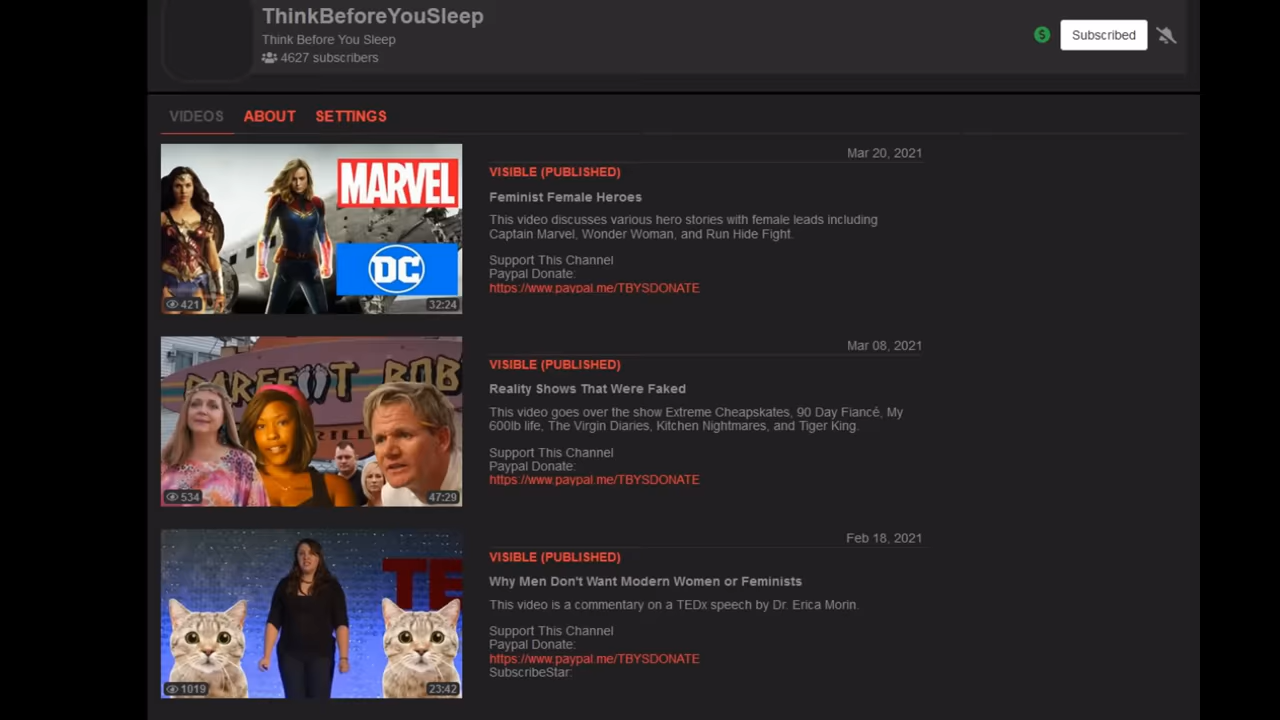 ThinkBeforeYouSleep
Think Before You Sleep
4627 subscribers
$
Subscribed
VIDEOS ABOUT SETTINGS
MARVEL
DC
421
32:24
Mar 20, 2021
VISIBLE (PUBLISHED)
Feminist Female Heroes
This video discusses various hero stories with female leads including
Captain Marvel, Wonder Woman, and Run Hide Fight.
Support This Channel
Paypal Donate:
https://www.paypal.me/TBYSDONATE
BAREFOOT BOB
534
47:29
Mar 08, 2021
VISIBLE (PUBLISHED)
Reality Shows That Were Faked
This video goes over the show Extreme Cheapskates, 90 Day Fiancé, My
600lb life, The Virgin Diaries, Kitchen Nightmares, and Tiger King.
Support This Channel
Paypal Donate:
https://www.paypal.me/TBYSDONATE
TE
1019
23:42
Feb 18, 2021
VISIBLE (PUBLISHED)
Why Men Don't Want Modern Women or Feminists
This video is a commentary on a TEDx speech by Dr. Erica Morin.
Support This Channel
Paypal Donate:
https://www.paypal.me/TBYSDONATE
SubscribeStar: